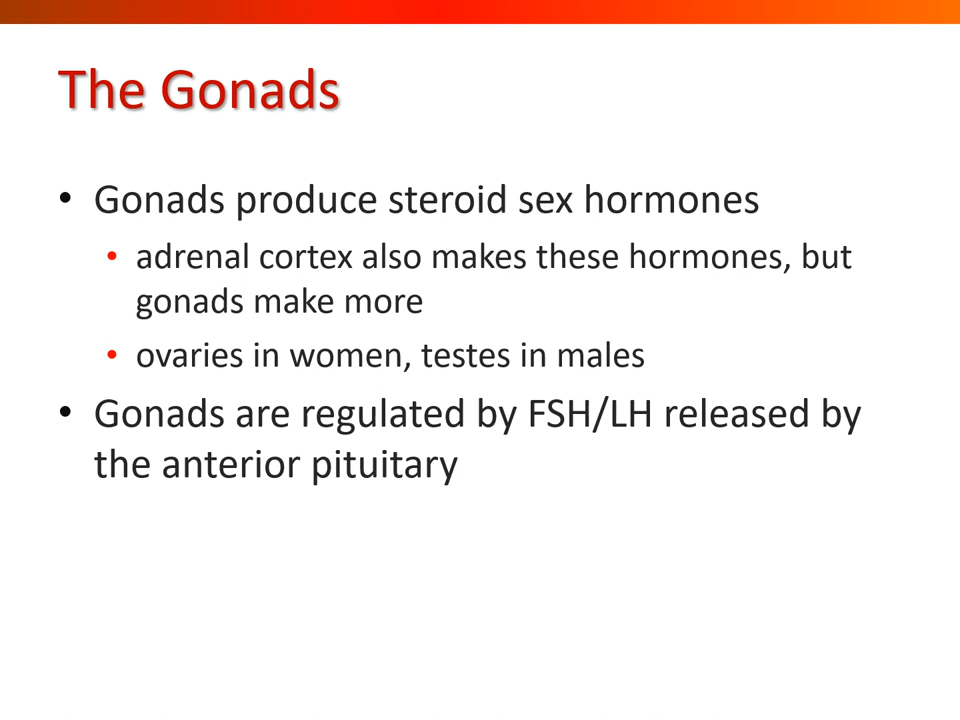 The Gonads
• Gonads produce steroid sex hormones
• adrenal cortex also makes these hormones, but
gonads make more
• ovaries in women, testes in males
• Gonads are regulated by FSH/LH released by
the anterior pituitary